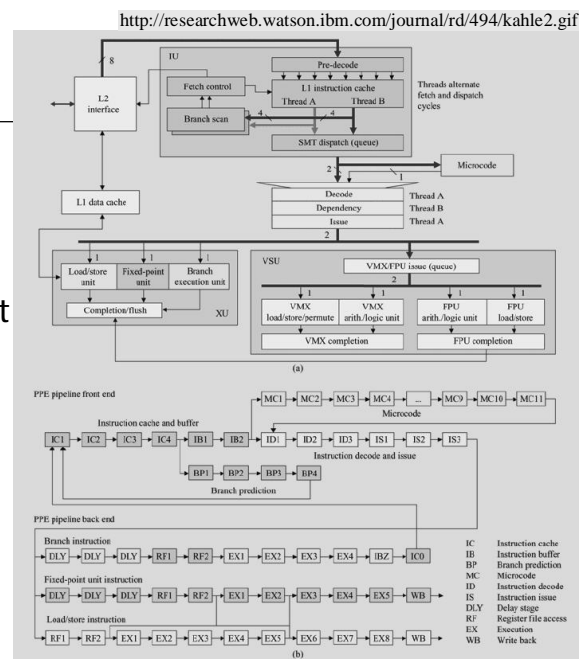 http://researchweb.watson.ibm.com/journal/rd/494/kahle2.gif
8
IU
Pre-decode
L2
interface
Fetch control
L1 instruction cache
Thread A Thread B
Threads alternate
fetch and dispatch
cycles
Branch scan
4 4
SMT dispatch (queue)
2
1
Microcode
L1 data cache
Decode Thread A
Dependency Thread B
Issue Thread A
2
VSU
VMX/FPU issue (queue)
2
1 1 1
Load/store
unit
Fixed-point
unit
Branch
execution unit
1 1 1 1
VMX
load/store/permute
VMX
arith./logic unit
FPU
arith./logic unit
FPU
load/store
t
Completion/flush
XU
VMX completion
FPU completion
(a)
PPE pipeline front end
MC1 MC2 MC3 MC4 ... MC9 MC10 MC11
Microcode
Instruction cache and buffer
IC1 IC2 IC3 IC4 IB1 IB2 ID1 ID2 ID3 IS1 IS2 IS3
Instruction decode and issue
BP1 BP2 BP3 BP4
Branch prediction
PPE pipeline back end
Branch instruction
DLY DLY DLY RF1 RF2 EX1 EX2 EX3 EX4 IBZ IC0
Fixed-point unit instruction
DLY DLY DLY RF1 RF2 EX1 EX2 EX3 EX4 EX5 WB
Load/store instruction
RF1 RF2 EX1 EX2 EX3 EX4 EX5 EX6 EX7 EX8 WB
IC Instruction cache
IB Instruction buffer
BP Branch prediction
MC Microcode
ID Instruction decode
IS Instruction issue
DLY Delay stage
RF Register file access
EX Execution
WB Write back
(b)